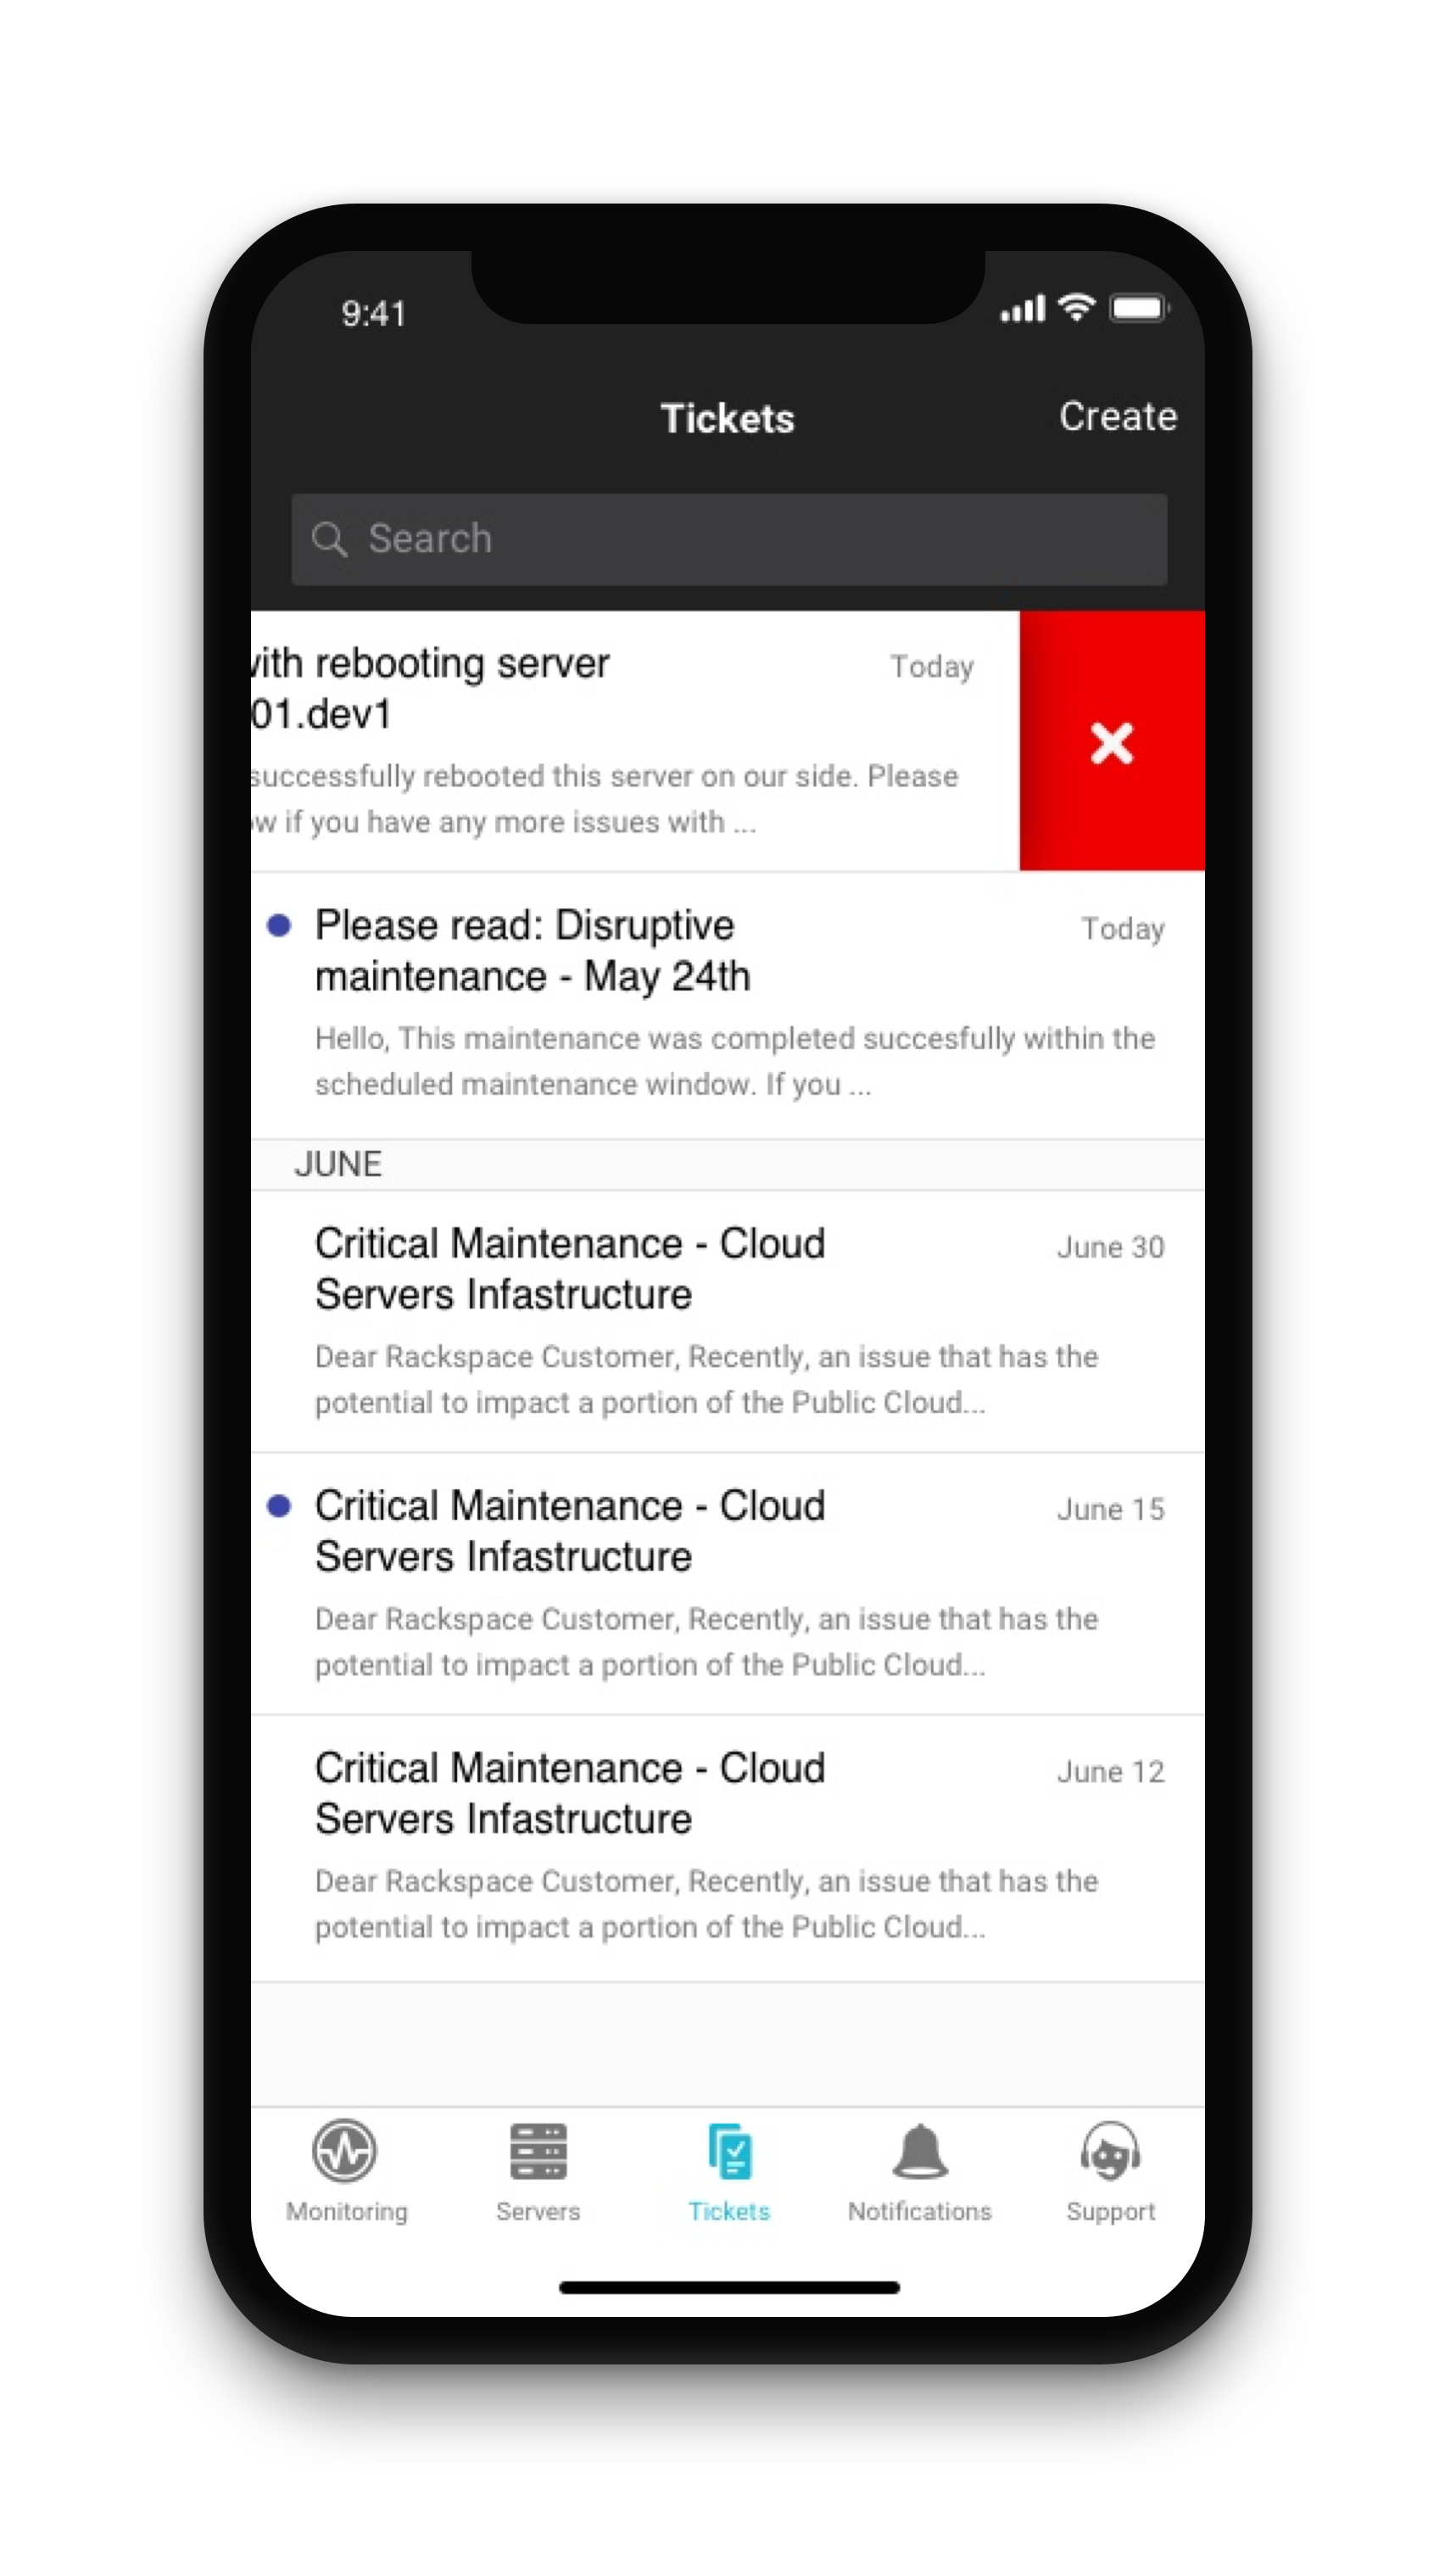 9:41
Tickets
Create
Search
with rebooting server
Today
01.dev1
successfully rebooted this server on our side. Please
ow if you have any more issues with ...
Please read: Disruptive
Today
maintenance - May 24th
Hello, This maintenance was completed succesfully within the
scheduled maintenance window. If you ...
JUNE
Critical Maintenance - Cloud
June 30
Servers Infastructure
Dear Rackspace Customer, Recently, an issue that has the
potential to impact a portion of the Public Cloud...
Critical Maintenance - Cloud
June 15
Servers Infastructure
Dear Rackspace Customer, Recently, an issue that has the
potential to impact a portion of the Public Cloud...
Critical Maintenance - Cloud
June 12
Servers Infastructure
Dear Rackspace Customer, Recently, an issue that has the
potential to impact a portion of the Public Cloud...
Monitoring
Servers
Tickets
Notifications
Support